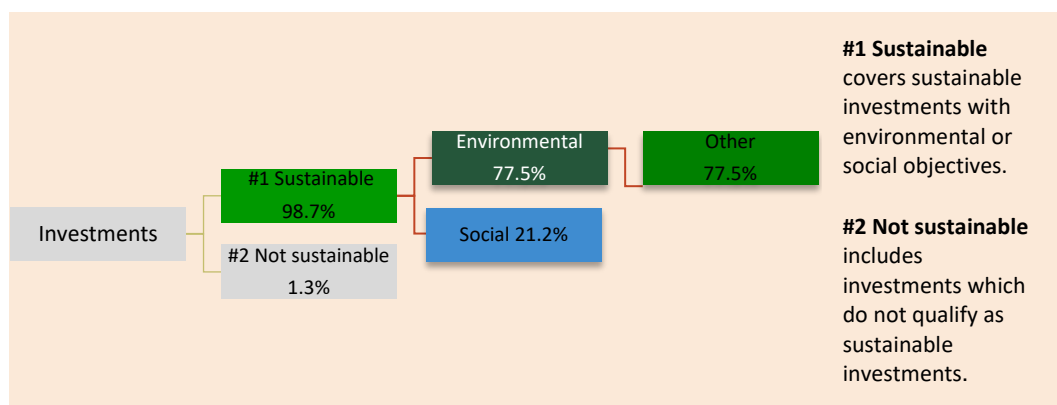 Investments
#1 Sustainable
98.7%
#2 Not sustainable
1.3%
Environmental
77.5%
Social 21.2%
Other
77.5%
#1 Sustainable
covers sustainable
investments with
environmental or
social objectives.
#2 Not sustainable
includes
investments which
do not qualify as
sustainable
investments.